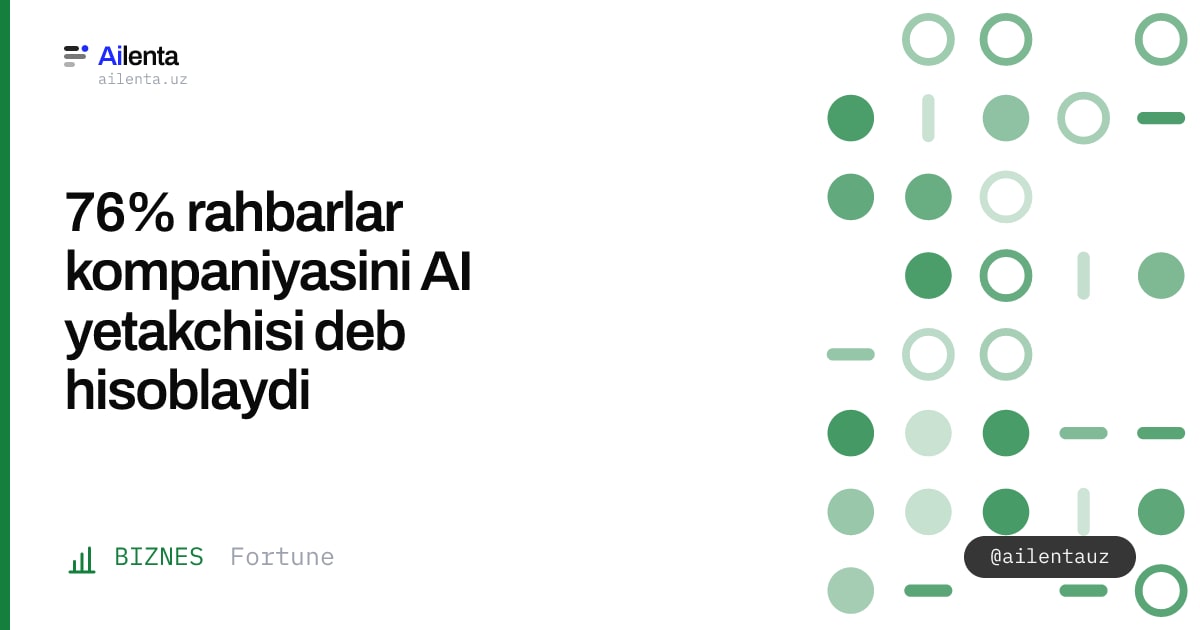 Ailenta
ailenta.uz
76% rahbarlar
kompaniyasini AI
yetakchisi deb
hisoblaydi
BIZNES Fortune
@ailentauz